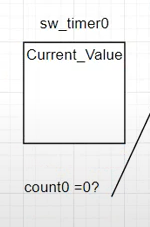 sw_timer0
Current_Value
count0 =0?